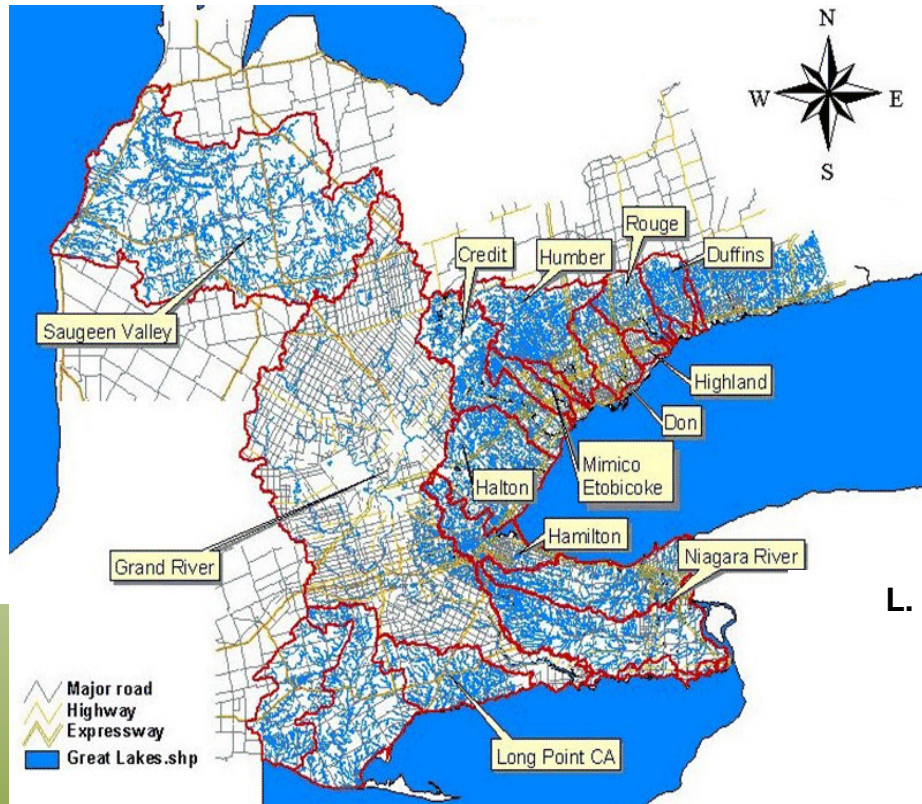 N
W E
S
Rouge
Credit
Humber
Duffins
Saugeen Valley
Highland
Don
Mimico
Etobicoke
Halton
Hamilton
Grand River
Niagara River
L.
Major road
Highway
Expressway
Great Lakes.shp
Long Point CA